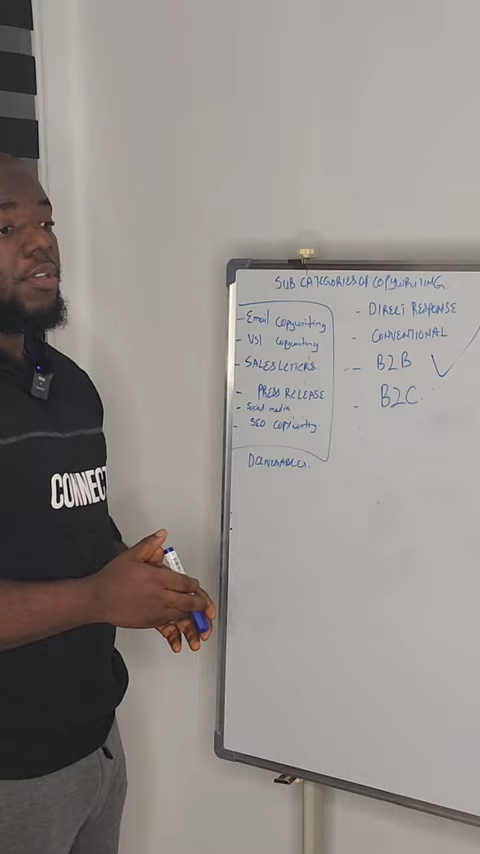 SUB CATEGORIES OF COPYWRITING.
- Email Copywriting
- VSL Copywriting
- SALES LETTERS
- PRESS RELEASE
- Social media
- SEO COPYwriting.
DELIVERABLES.
- DIRECT RESPONSE
- CONVENTIONAL
- B2B
- B2C.
CONNECT